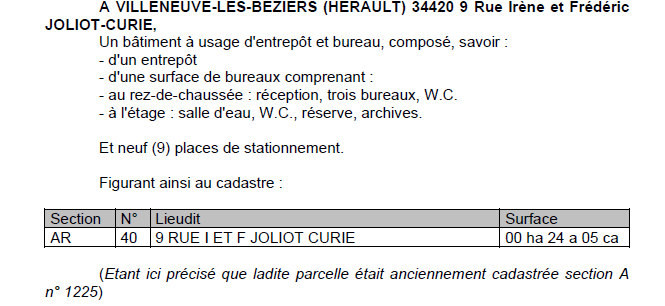 A VILLENEUVE-LES-BEZIERS (HERAULT) 34420 9 Rue Irène et Frédéric
JOLIOT-CURIE,
Un bâtiment à usage d'entrepôt et bureau, composé, savoir :
- d'un entrepôt
- d'une surface de bureaux comprenant :
- au rez-de-chaussée : réception, trois bureaux, W.C.
- à l'étage : salle d'eau, W.C., réserve, archives.
Et neuf (9) places de stationnement.
Figurant ainsi au cadastre :
Section N° Lieudit Surface
AR 40 9 RUE I ET F JOLIOT CURIE 00 ha 24 a 05 ca
(Etant ici précisé que ladite parcelle était anciennement cadastrée section A
n° 1225)